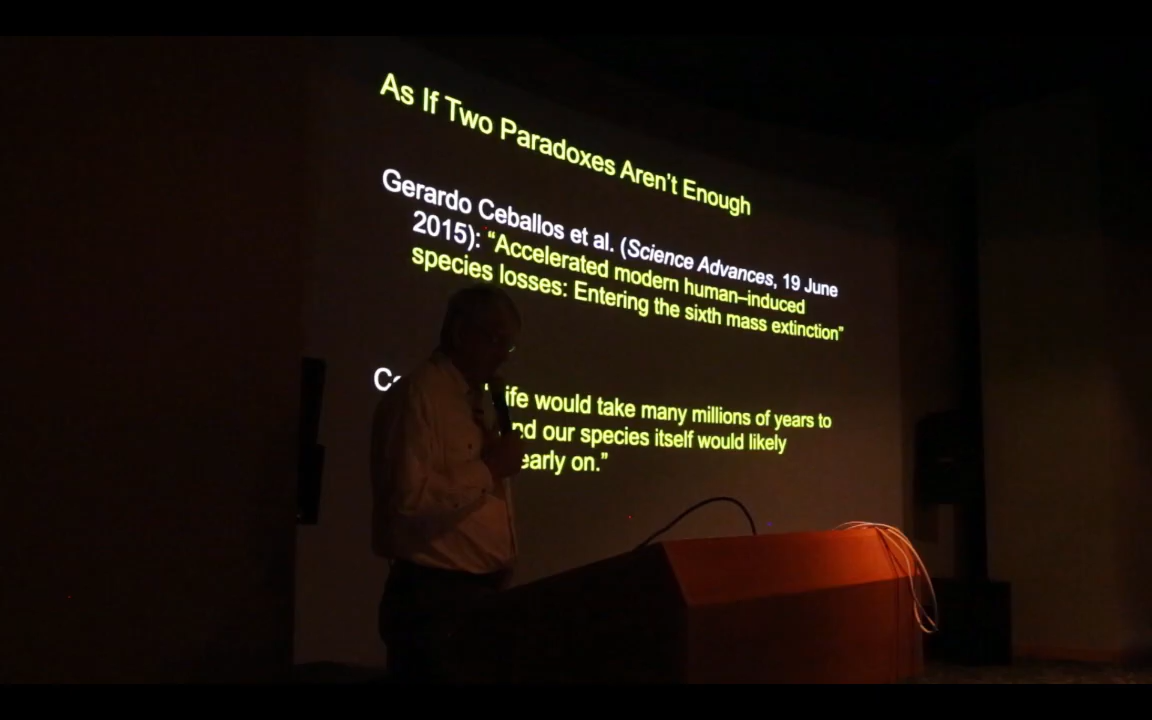 As If Two Paradoxes Aren't Enough
Gerardo Ceballos et al. (Science Advances, 19 June
2015): “Accelerated modern human–induced
species losses: Entering the sixth mass extinction”
would take many millions of years to
our species itself would likely
early on.”